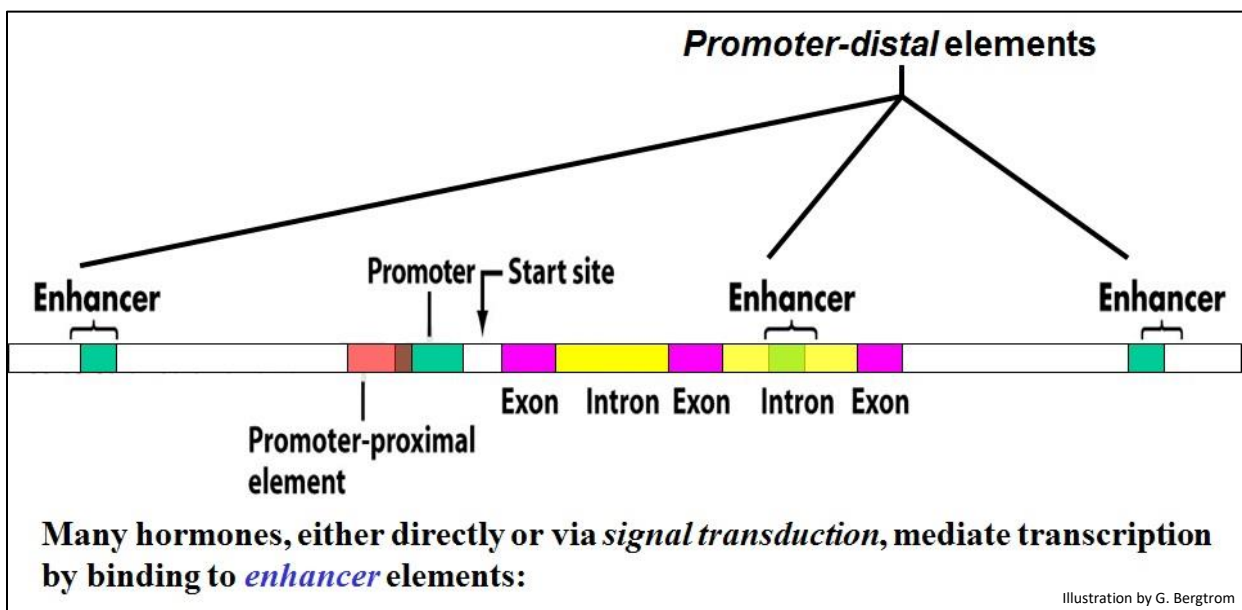 Promoter-distal elements
Enhancer
Promoter
Start site
Enhancer
Enhancer
Exon
Intron
Exon
Intron
Exon
Promoter-proximal
element
Many hormones, either directly or via signal transduction, mediate transcription
by binding to enhancer elements:
Illustration by G. Bergtrom